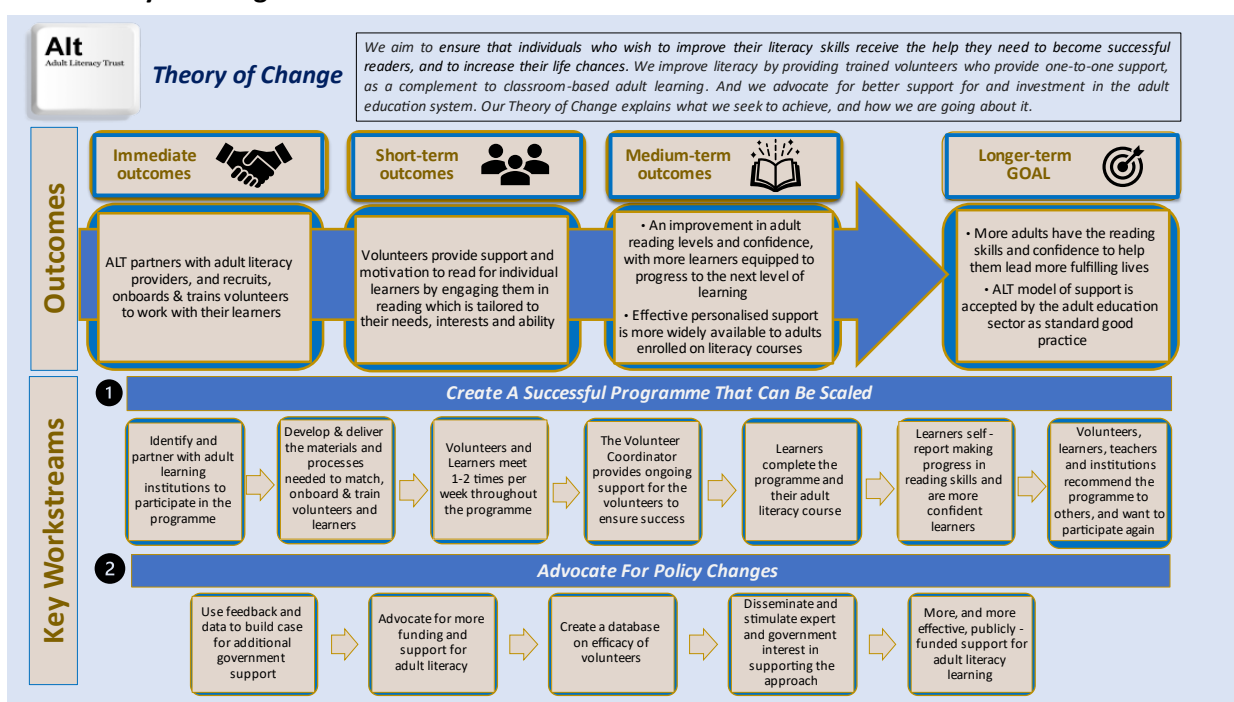 Alt
Adult Literacy Trust
Theory of Change
We aim to ensure that individuals who wish to improve their literacy skills receive the help they need to become successful
readers, and to increase their life chances. We improve literacy by providing trained volunteers who provide one-to-one support,
as a complement to classroom-based adult learning. And we advocate for better support for and investment in the adult
education system. Our Theory of Change explains what we seek to achieve, and how we are going about it.
Outcomes
Immediate
outcomes
Short-term
outcomes
Medium-term
outcomes
Longer-term
GOAL
ALT partners with adult literacy
providers, and recruits,
onboards & trains volunteers
to work with their learners
Volunteers provide support and
motivation to read for individual
learners by engaging them in
reading which is tailored to
their needs, interests and ability
• An improvement in adult
reading levels and confidence,
with more learners equipped to
progress to the next level of
learning
• Effective personalised support
is more widely available to adults
enrolled on literacy courses
• More adults have the reading
skills and confidence to help
them lead more fulfilling lives
• ALT model of support is
accepted by the adult education
sector as standard good
practice
Key Workstreams
1
Create A Successful Programme That Can Be Scaled
Identify and
partner with adult
learning
institutions to
participate in the
programme
Develop & deliver
the materials and
processes
needed to match,
onboard & train
volunteers and
learners
Volunteers and
Learners meet
1-2 times per
week throughout
the programme
The Volunteer
Coordinator
provides ongoing
support for the
volunteers to
ensure success
Learners
complete the
programme and
their adult
literacy course
Learners self-
report making
progress in
reading skills and
are more
confident
learners
Volunteers,
learners, teachers
and institutions
recommend the
programme to
others, and want to
participate again
2
Advocate For Policy Changes
Use feedback and
data to build case
for additional
government
support
Advocate for more
funding and
support for
adult literacy
Create a database
on efficacy of
volunteers
Disseminate and
stimulate expert
and government
interest in
supporting the
approach
More, and more
effective, publicly-
funded support for
adult literacy
learning